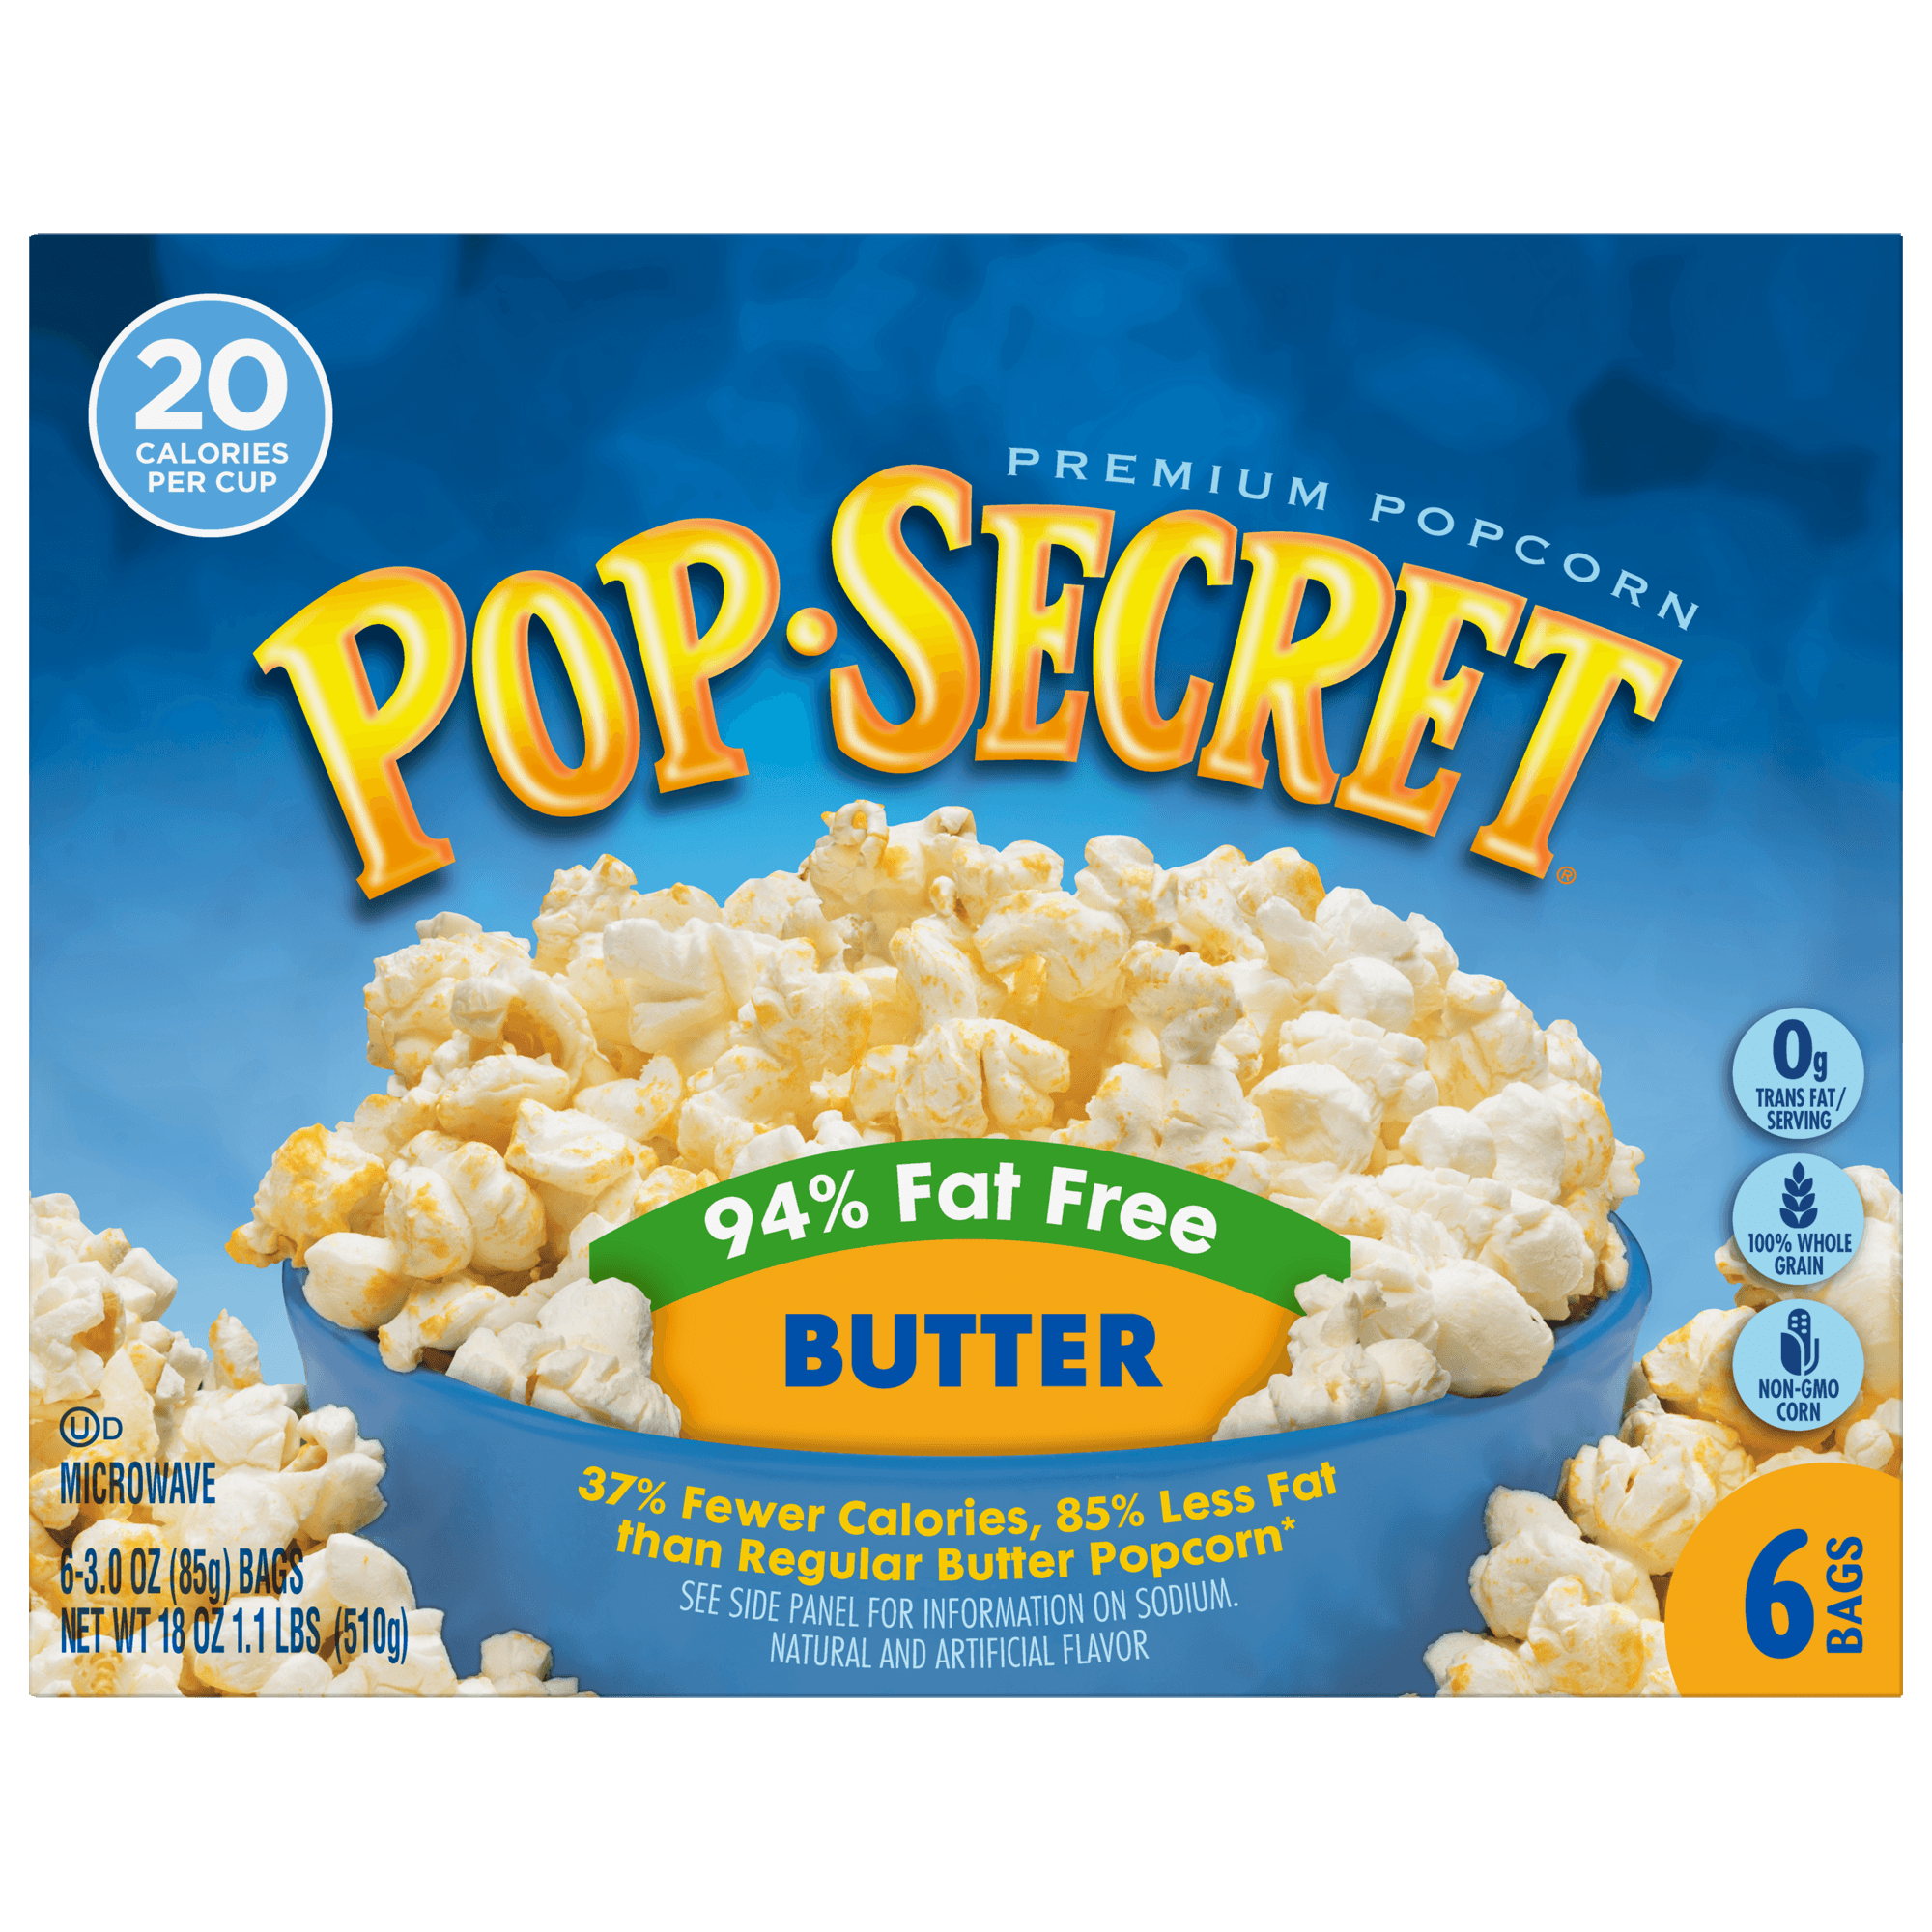 20
CALORIES
PER CUP
PREMIUM POPCORN
POP·SECRET®
94% Fat Free
BUTTER
37% Fewer Calories, 85% Less Fat
than Regular Butter Popcorn*
SEE SIDE PANEL FOR INFORMATION ON SODIUM.
NATURAL AND ARTIFICIAL FLAVOR
0g
TRANS FAT/
SERVING
100% WHOLE
GRAIN
NON-GMO
CORN
UD
MICROWAVE
6-3.0 OZ (85g) BAGS
NET WT 18 OZ 1.1 LBS (510g)
6 BAGS